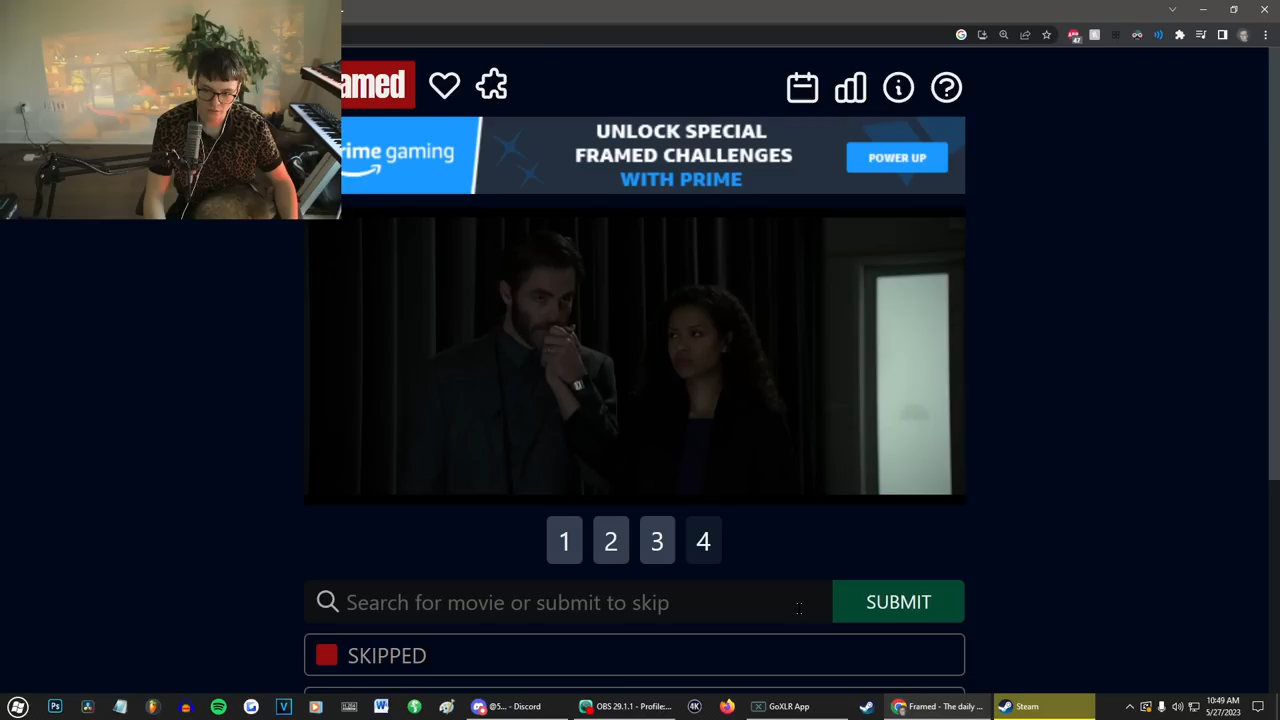 amed
rime gaming
UNLOCK SPECIAL
FRAMED CHALLENGES
WITH PRIME
POWER UP
1 2 3 4
Search for movie or submit to skip
SUBMIT
SKIPPED
@5... - Discord
OBS 29.1.1 - Profile:...
GoXLR App
Framed - The daily ...
Steam
10:49 AM
5/27/2023